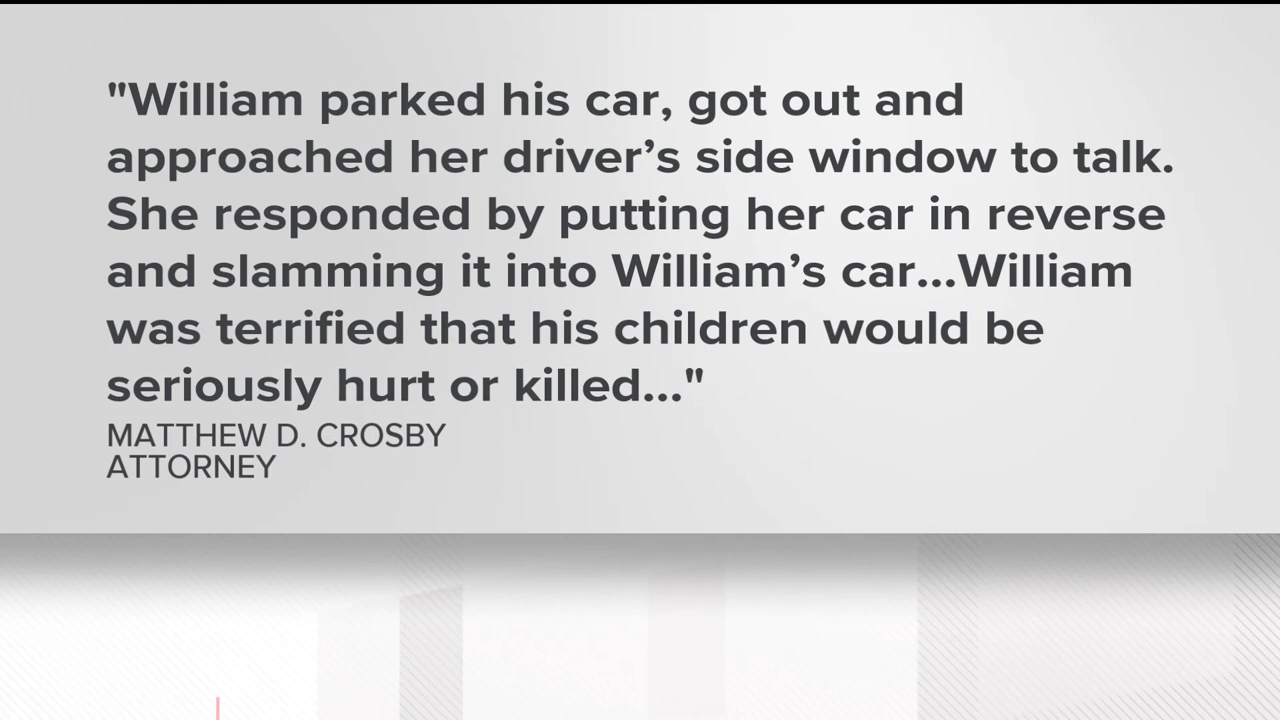 "William parked his car, got out and
approached her driver’s side window to talk.
She responded by putting her car in reverse
and slamming it into William’s car...William
was terrified that his children would be
seriously hurt or killed..."
MATTHEW D. CROSBY
ATTORNEY